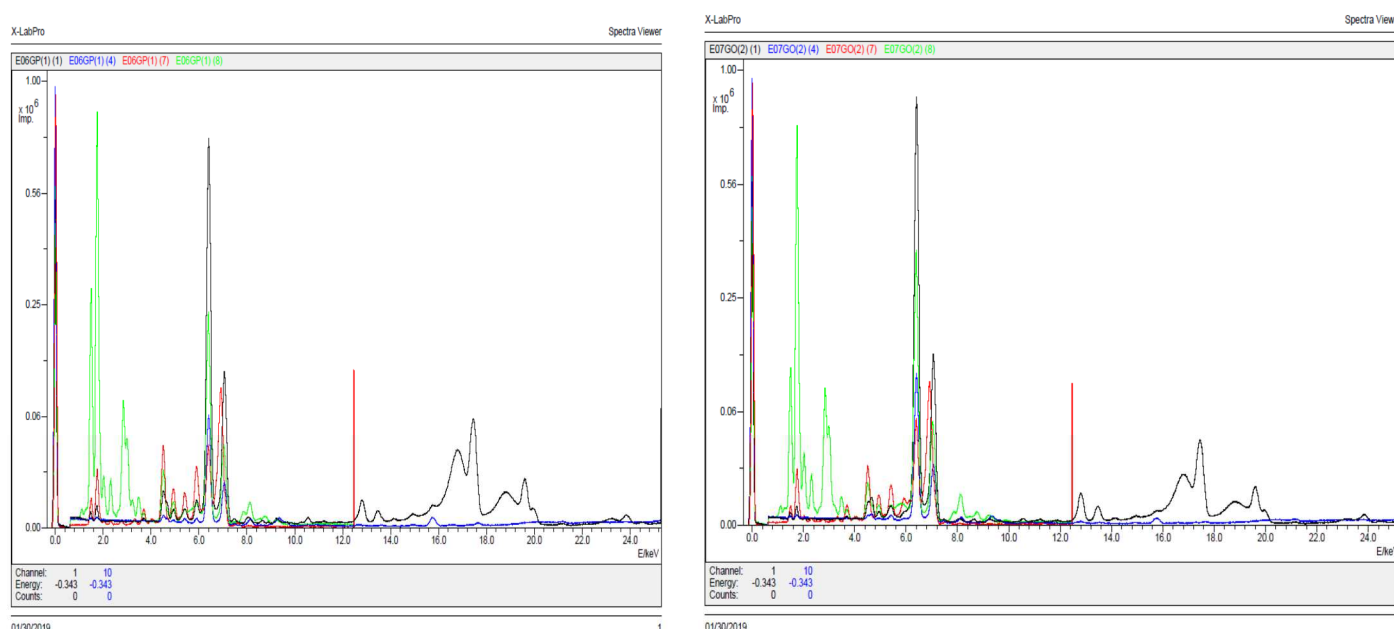 X-LabPro Spectra Viewer
E06GP(1) (1) E06GP(1) (4) E06GP(1) (7) E06GP(1) (8)
1.00
x 10^6
Imp.
0.56
0.25
0.06
0.00
0.0 2.0 4.0 6.0 8.0 10.0 12.0 14.0 16.0 18.0 20.0 22.0 24.0
E/keV
Channel: 1 10
Energy: -0.343 -0.343
Counts: 0 0
01/30/2019 1
X-LabPro Spectra View
E07GO(2) (1) E07GO(2) (4) E07GO(2) (7) E07GO(2) (8)
1.00
x 10^6
Imp.
0.56
0.25
0.06
0.00
0.0 2.0 4.0 6.0 8.0 10.0 12.0 14.0 16.0 18.0 20.0 22.0 24.0
E/keV
Channel: 1 10
Energy: -0.343 -0.343
Counts: 0 0
01/30/2019